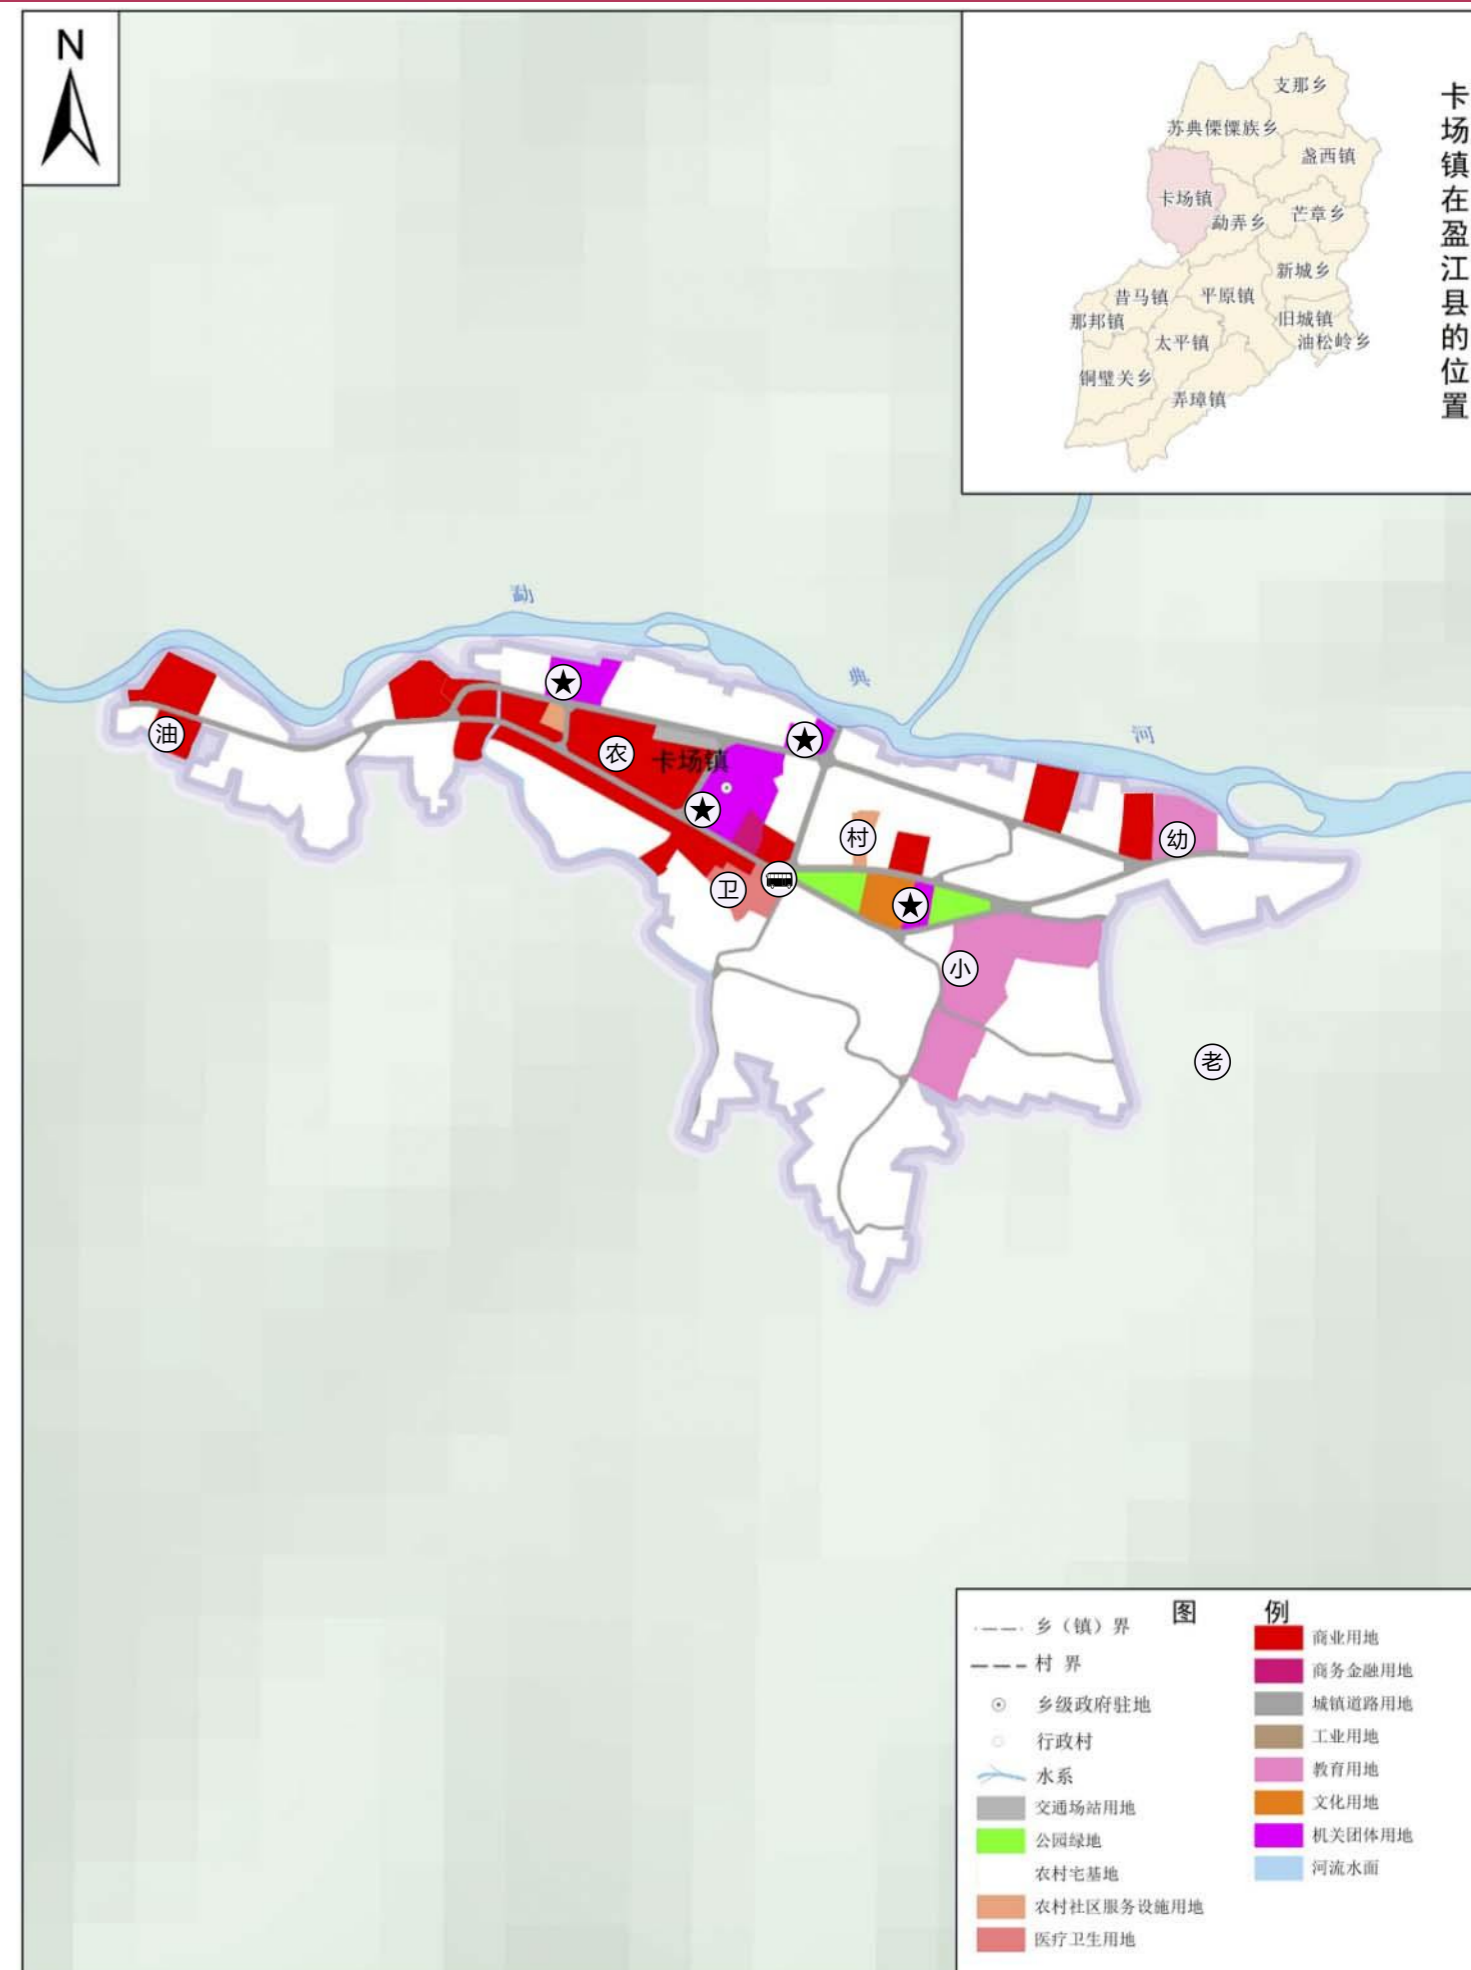 N
支那乡
苏典傈僳族乡
盏西镇
卡场镇
勐弄乡
芒章乡
新城乡
昔马镇
平原镇
那邦镇
旧城镇
太平镇
油松岭乡
铜壁关乡
弄璋镇
卡场镇在盈江县的位置
勐
典
河
油
农
卡场镇
村
幼
卫
小
老
图 例
乡（镇）界
村 界
乡级政府驻地
行政村
水系
交通场站用地
公园绿地
农村宅基地
农村社区服务设施用地
医疗卫生用地
商业用地
商务金融用地
城镇道路用地
工业用地
教育用地
文化用地
机关团体用地
河流水面